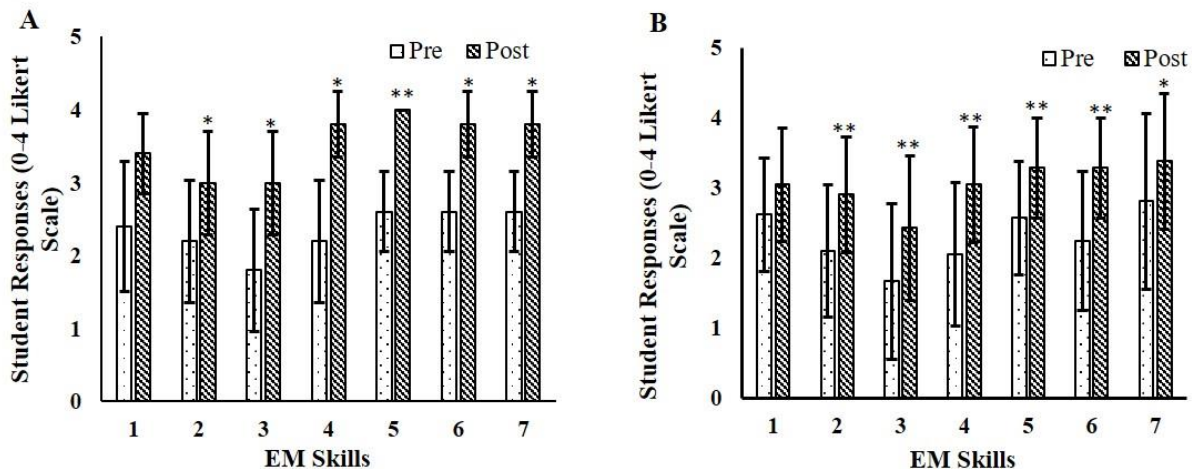 A
Student Responses (0-4 Likert
Scale)
5
4
3
2
1
0
Pre Post
* * * ** * *
1 2 3 4 5 6 7
EM Skills
B
Student Responses (0-4 Likert
Scale)
5
4
3
2
1
0
Pre Post
** ** ** ** ** *
1 2 3 4 5 6 7
EM Skills